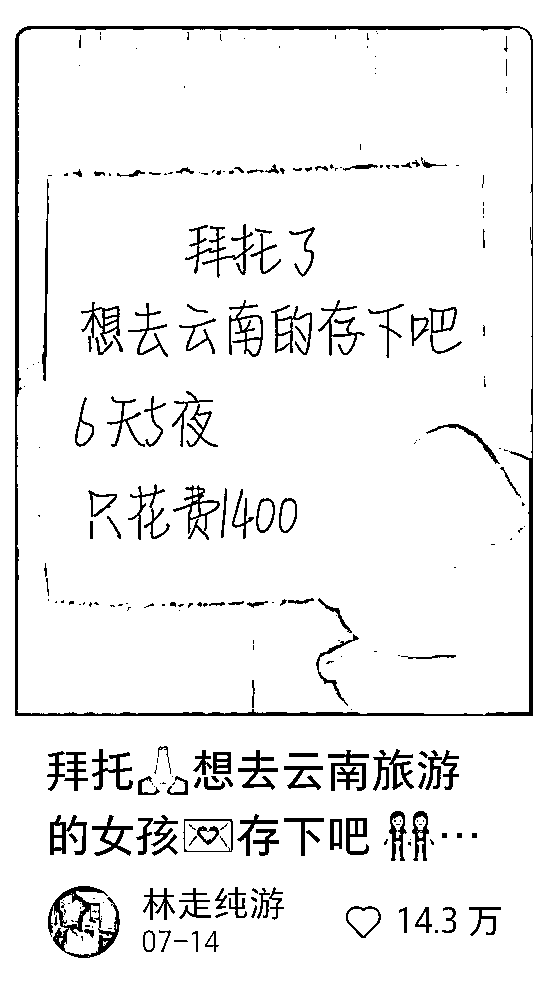 拜托了
想去云南的存下吧
6天5夜
只花费1400
拜托🙏想去云南旅游
的女孩💌存下吧 👭…
林走纯游
07-14
14.3 万